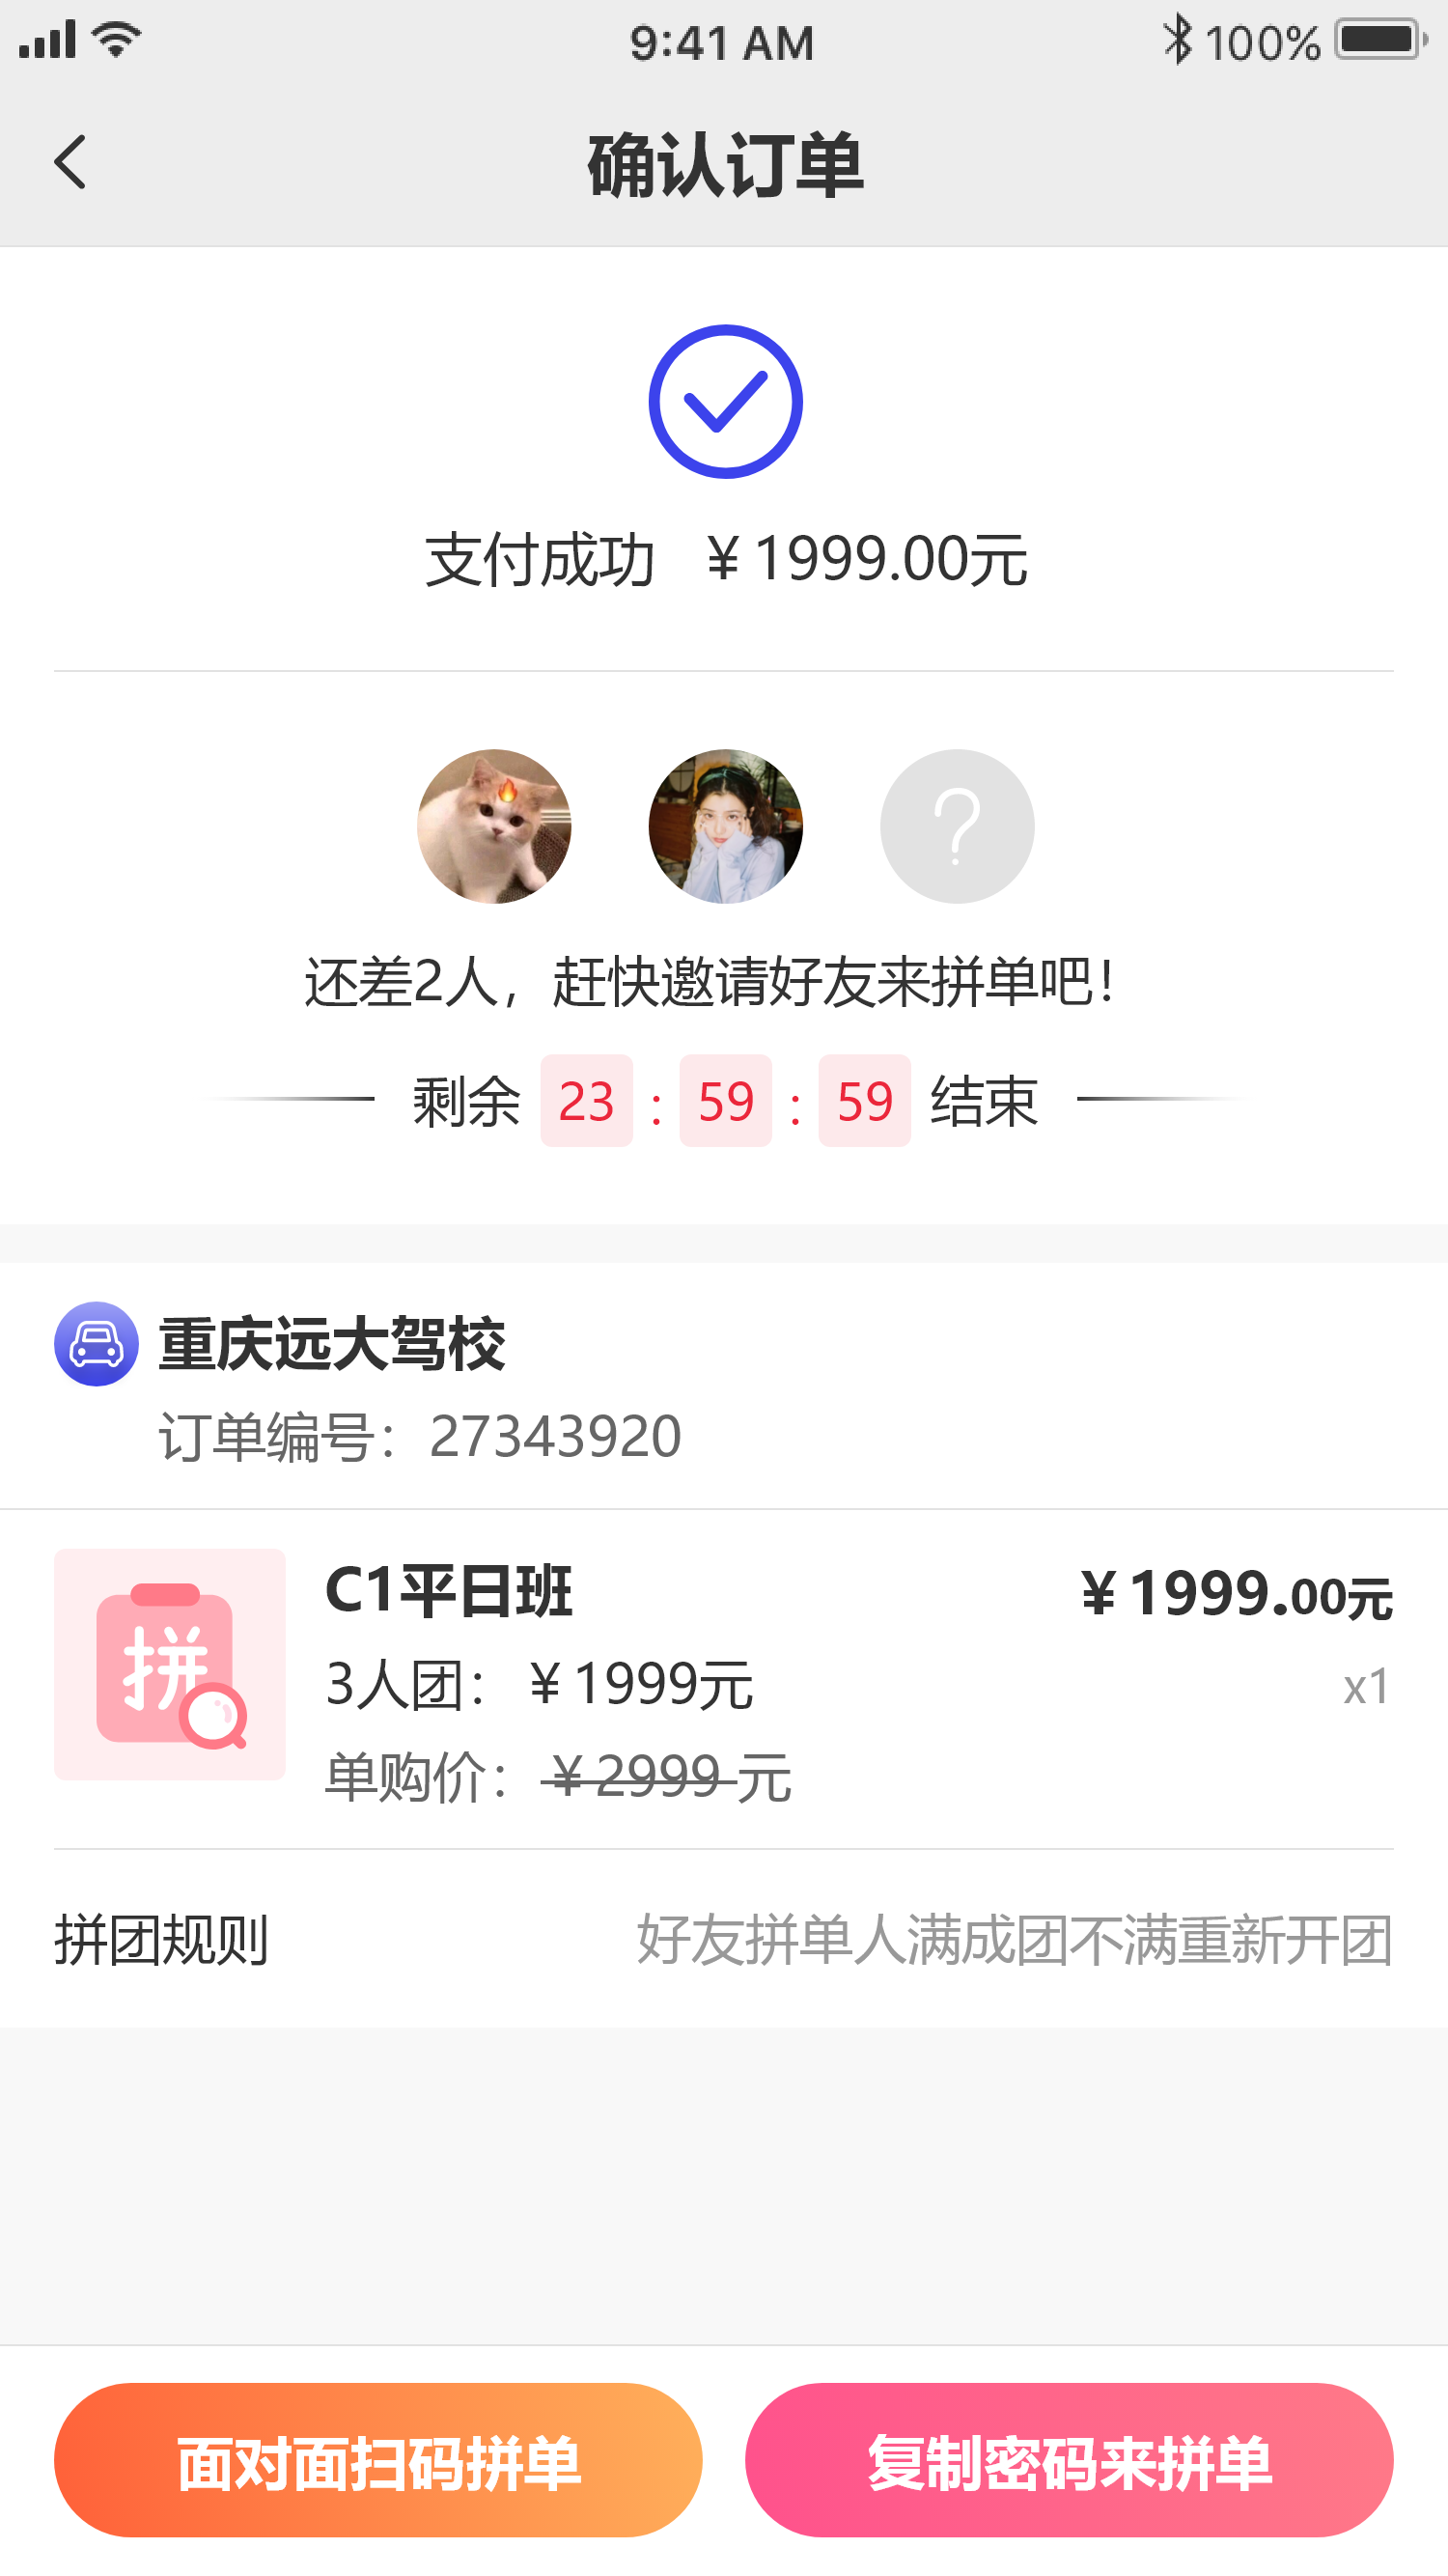 9:41 AM 100%
确认订单
支付成功 ¥1999.00元
?
还差2人，赶快邀请好友来拼单吧！
剩余 23 : 59 : 59 结束
重庆远大驾校
订单编号：27343920
拼
C1平日班 ¥1999.00元
3人团：¥1999元 x1
单购价：¥2999元
拼团规则 好友拼单人满成团不满重新开团
面对面扫码拼单 复制密码来拼单